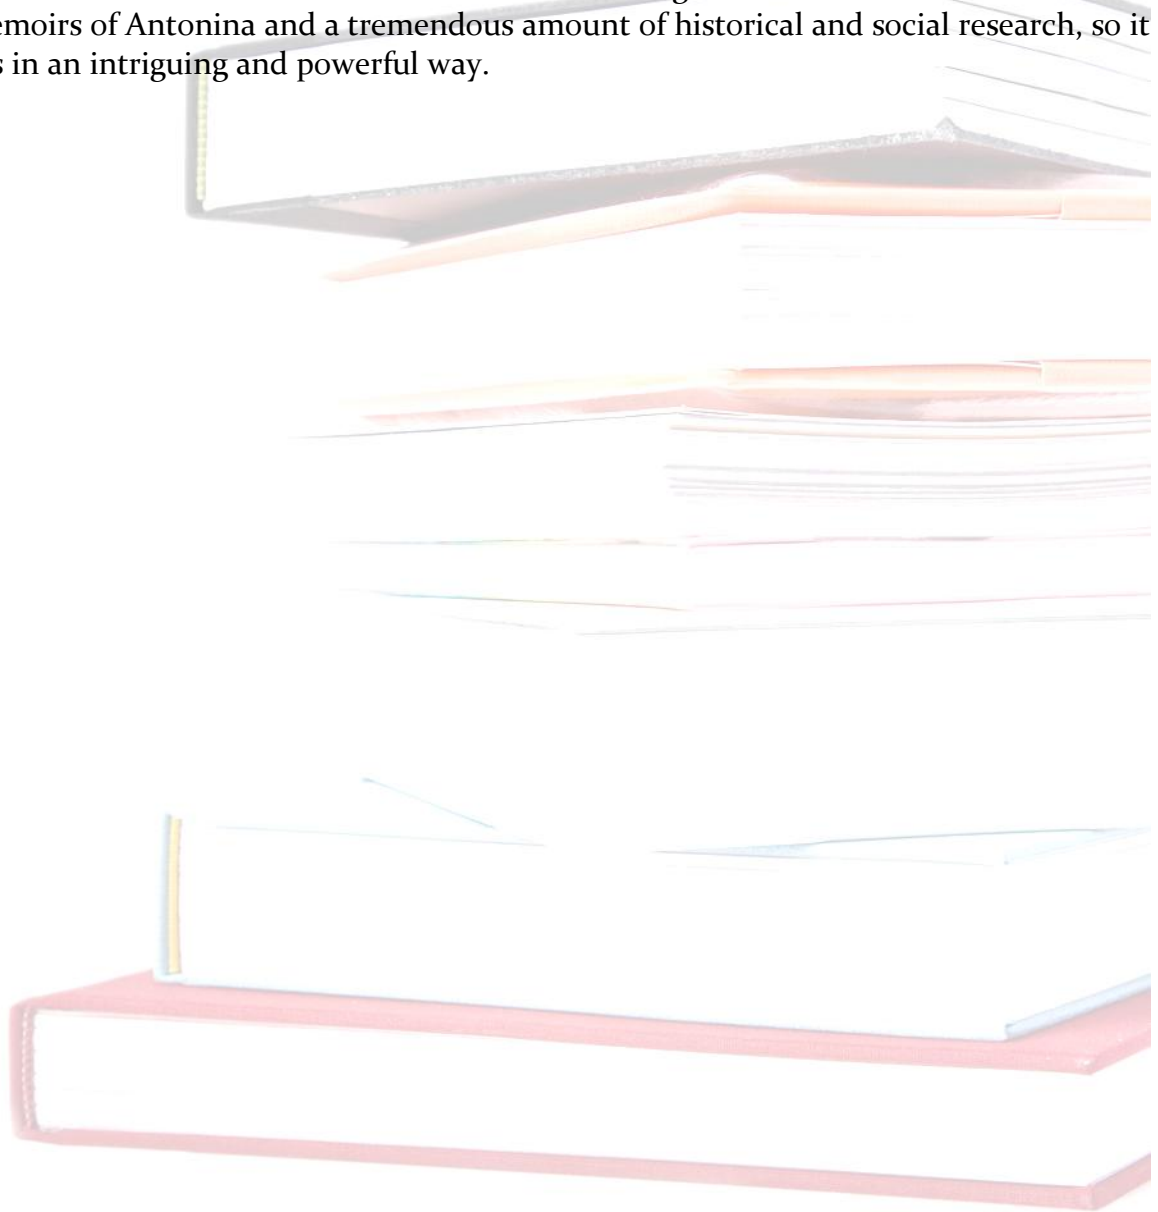 emoirs of Antonina and a tremendous amount of historical and social research, so it
s in an intriguing and powerful way.